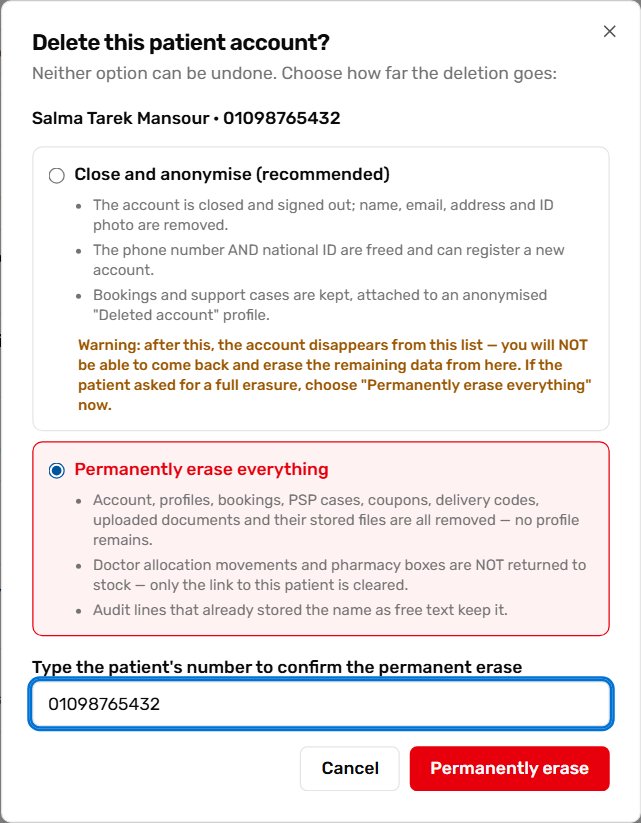 Delete this patient account?
Neither option can be undone. Choose how far the deletion goes:
Salma Tarek Mansour • 01098765432
Close and anonymise (recommended)
• The account is closed and signed out; name, email, address and ID
photo are removed.
• The phone number AND national ID are freed and can register a new
account.
• Bookings and support cases are kept, attached to an anonymised
"Deleted account" profile.
Warning: after this, the account disappears from this list — you will NOT
be able to come back and erase the remaining data from here. If the
patient asked for a full erasure, choose "Permanently erase everything"
now.
Permanently erase everything
• Account, profiles, bookings, PSP cases, coupons, delivery codes,
uploaded documents and their stored files are all removed — no profile
remains.
• Doctor allocation movements and pharmacy boxes are NOT returned to
stock — only the link to this patient is cleared.
• Audit lines that already stored the name as free text keep it.
Type the patient's number to confirm the permanent erase
01098765432
Cancel
Permanently erase